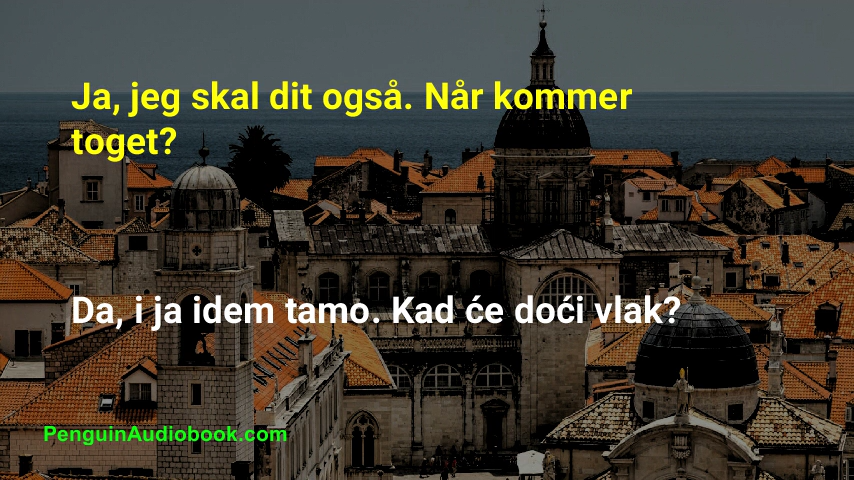 Ja, jeg skal dit også. Når kommer
toget?
Da, i ja idem tamo. Kad će doći vlak?
PenguinAudiobook.com